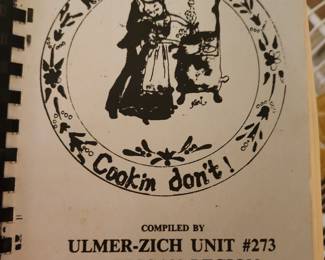 Cookin don't!
COMPILED BY
ULMER-ZICH UNIT #273